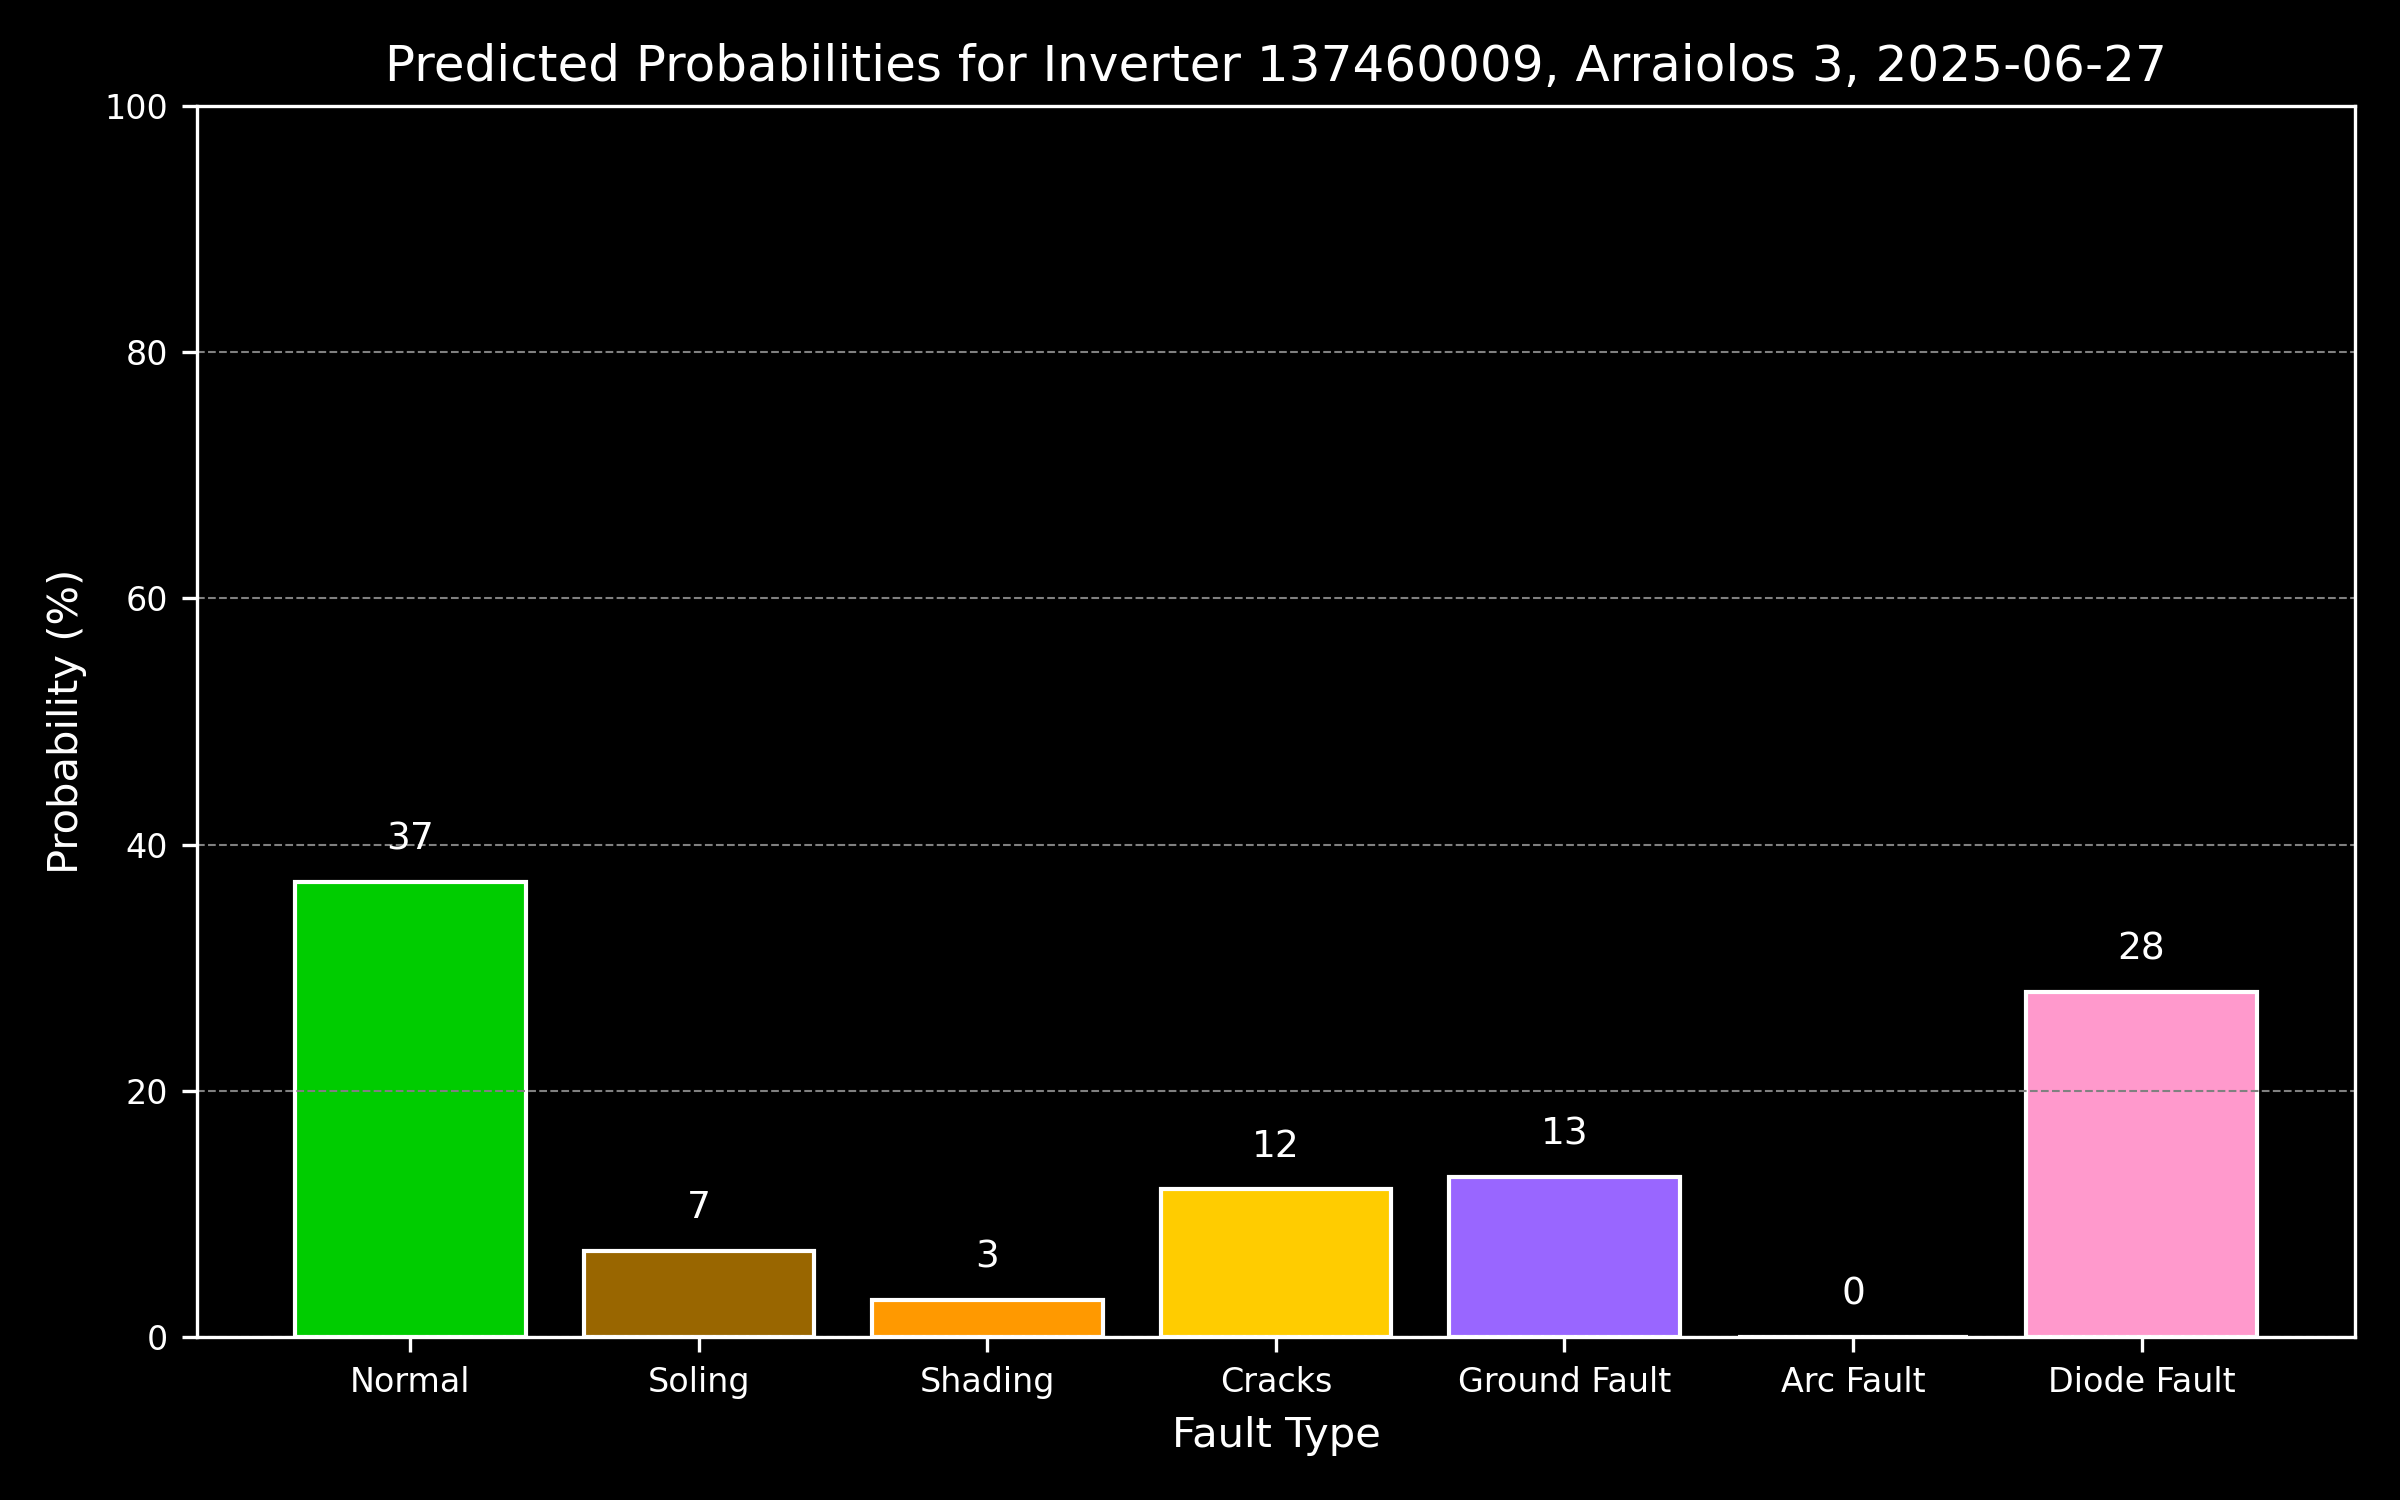 Predicted Probabilities for Inverter 137460009, Arraiolos 3, 2025-06-27
Probability (%)
100
80
60
40
20
0
37
7
3
12
13
0
28
Normal
Soling
Shading
Cracks
Ground Fault
Arc Fault
Diode Fault
Fault Type